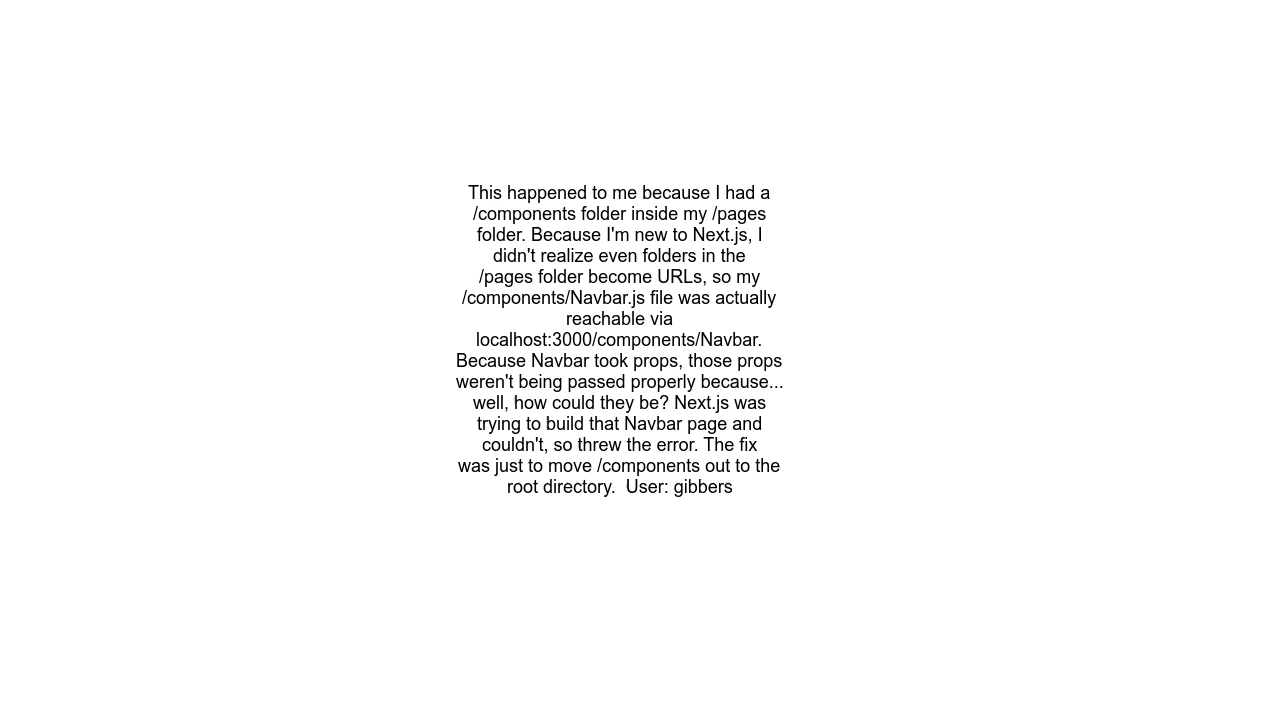 This happened to me because I had a
/components folder inside my /pages
folder. Because I'm new to Next.js, I
didn't realize even folders in the
/pages folder become URLs, so my
/components/Navbar.js file was actually
reachable via
localhost:3000/components/Navbar.
Because Navbar took props, those props
weren't being passed properly because...
well, how could they be? Next.js was
trying to build that Navbar page and
couldn't, so threw the error. The fix
was just to move /components out to the
root directory.  User: gibbers